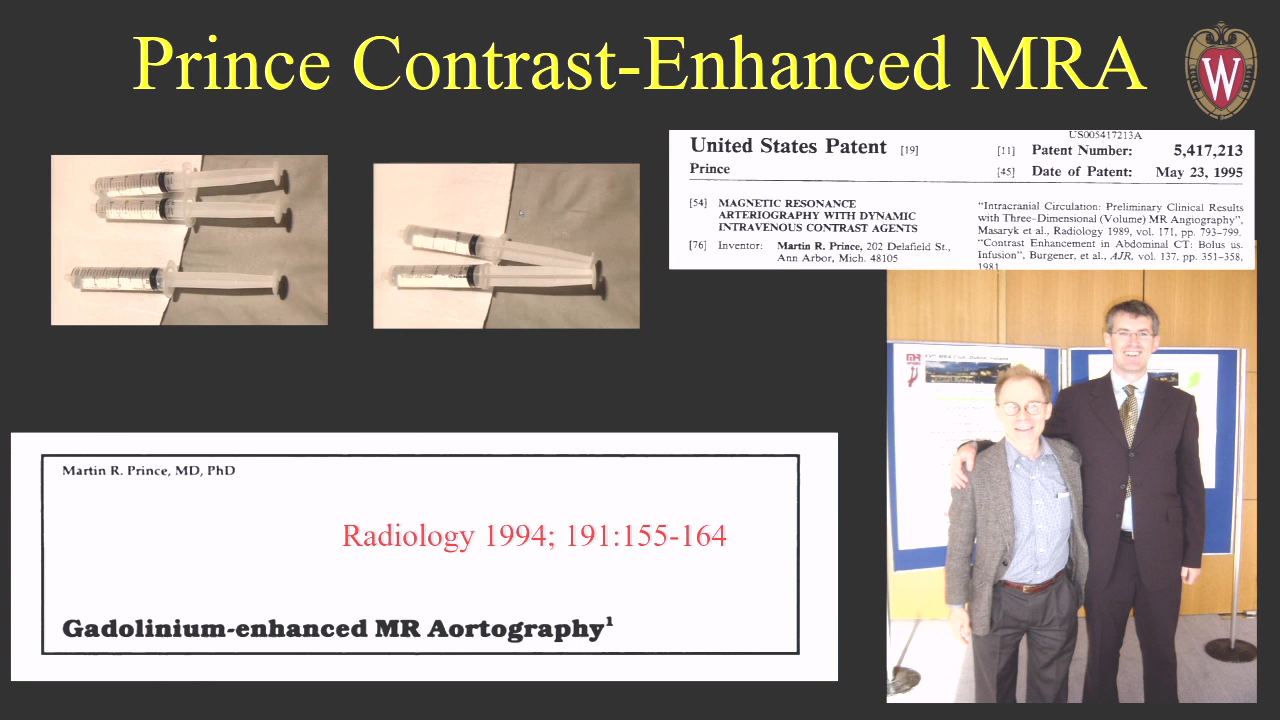 Prince Contrast-Enhanced MRA
W
US005417213A
United States Patent [19]
Prince
[11] Patent Number: 5,417,213
[45] Date of Patent: May 23, 1995
[54] MAGNETIC RESONANCE
ARTERIOGRAPHY WITH DYNAMIC
INTRAVENOUS CONTRAST AGENTS
[76] Inventor: Martin R. Prince, 202 Delafield St.,
Ann Arbor, Mich. 48105
"Intracranial Circulation: Preliminary Clinical Results
with Three-Dimensional (Volume) MR Angiography",
Masaryk et al., Radiology 1989, vol. 171, pp. 793-799.
"Contrast Enhancement in Abdominal CT: Bolus us.
Infusion", Burgener, et al., AJR, vol. 137, pp. 351-358,
1981.
Martin R. Prince, MD, PhD
Radiology 1994; 191:155-164
Gadolinium-enhanced MR Aortography¹